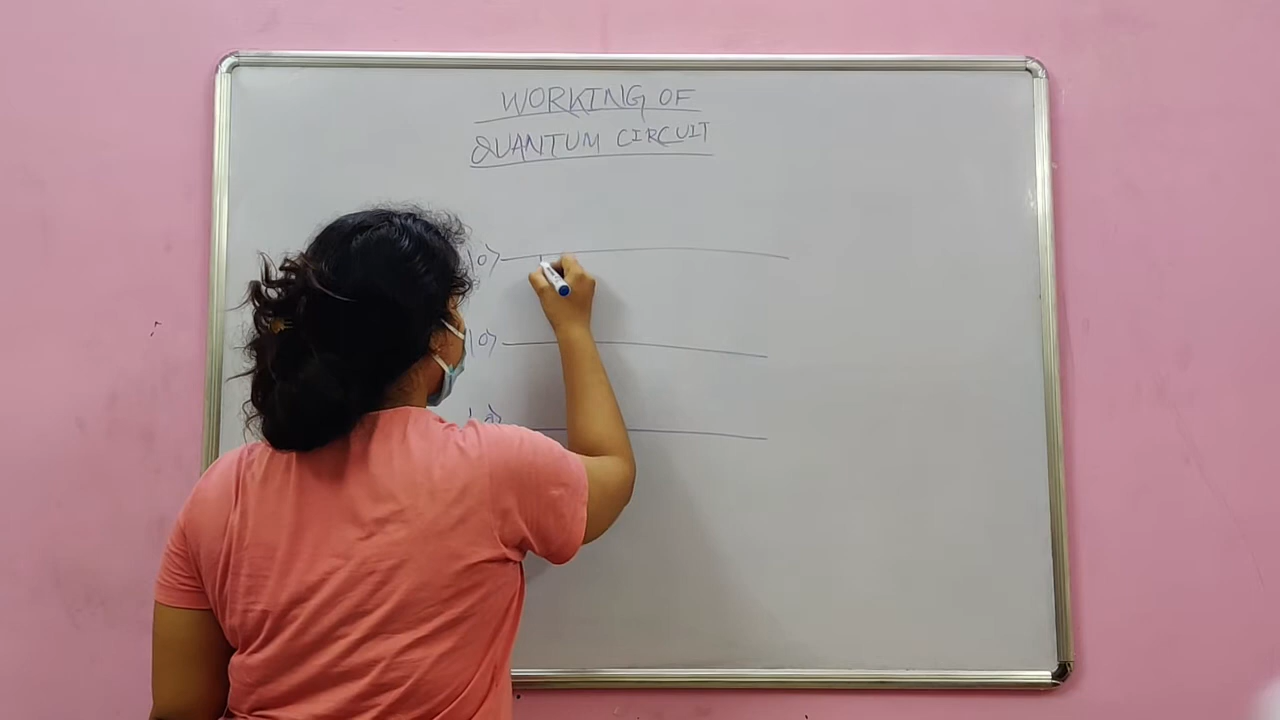 WORKING OF
QUANTUM CIRCUIT
|0⟩
|0⟩